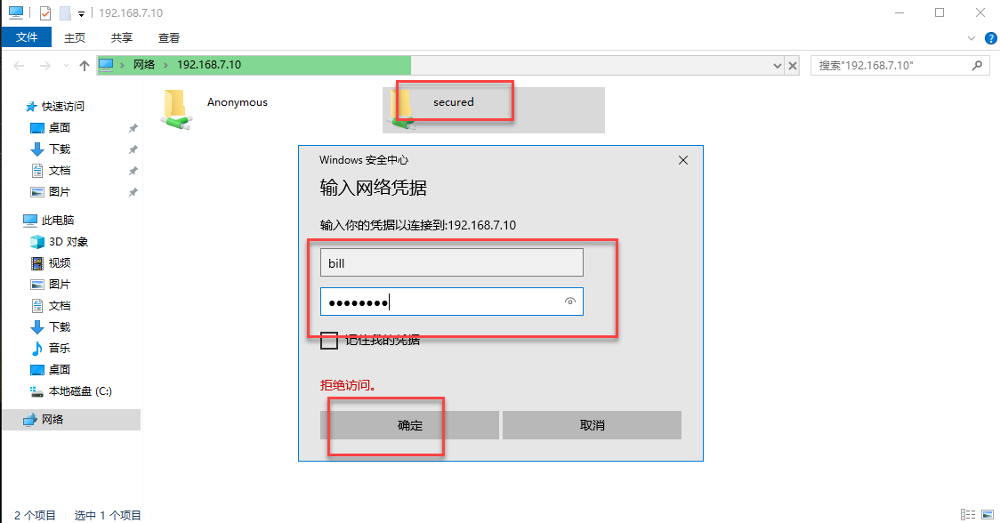 192.168.7.10
文件 主页 共享 查看
网络 192.168.7.10 搜索"192.168.7.10"
快速访问
桌面
下载
文档
图片
此电脑
3D 对象
视频
图片
文档
下载
音乐
桌面
本地磁盘 (C:)
网络
Anonymous
secured
Windows 安全中心
输入网络凭据
输入你的凭据以连接到:192.168.7.10
bill
记住我的凭据
拒绝访问。
确定 取消
2 个项目 选中 1 个项目